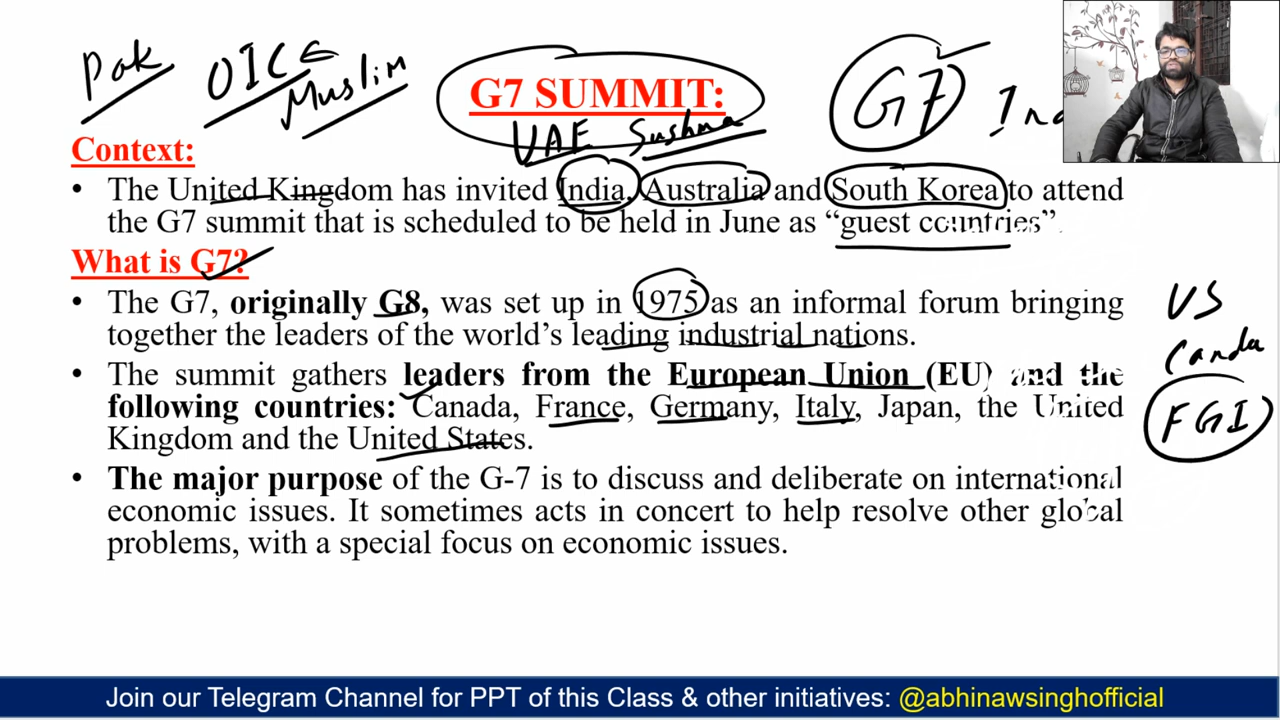 Pak OICE G7 SUMMIT: G7
Muslim
UAE Sushma
Context:
• The United Kingdom has invited India, Australia and South Korea to attend
the G7 summit that is scheduled to be held in June as “guest countries”.
What is G7?
• The G7, originally G8, was set up in 1975 as an informal forum bringing
together the leaders of the world’s leading industrial nations.
US
• The summit gathers leaders from the European Union (EU) and the
Canda
following countries: Canada, France, Germany, Italy, Japan, the United
FGI
Kingdom and the United States.
• The major purpose of the G-7 is to discuss and deliberate on international
economic issues. It sometimes acts in concert to help resolve other global
problems, with a special focus on economic issues.
Join our Telegram Channel for PPT of this Class & other initiatives: @abhinawsinghofficial